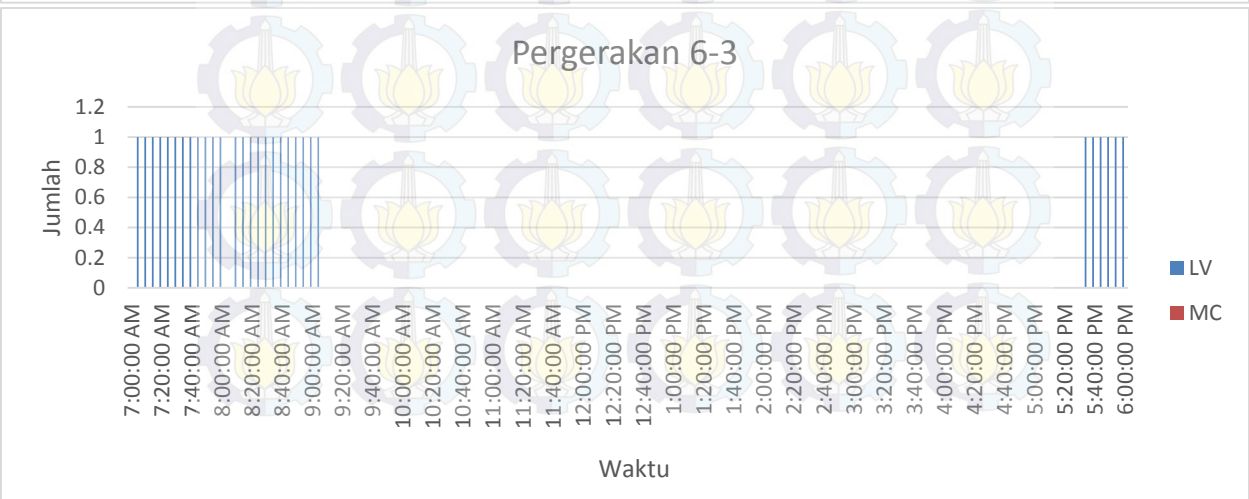 Pergerakan 6-3
1.2
1
0.8
0.6
0.4
0.2
0
Jumlah
7:00:00 AM
7:20:00 AM
7:40:00 AM
8:00:00 AM
8:20:00 AM
8:40:00 AM
9:00:00 AM
9:20:00 AM
9:40:00 AM
10:00:00 AM
10:20:00 AM
10:40:00 AM
11:00:00 AM
11:20:00 AM
11:40:00 AM
12:00:00 PM
12:20:00 PM
12:40:00 PM
1:00:00 PM
1:20:00 PM
1:40:00 PM
2:00:00 PM
2:20:00 PM
2:40:00 PM
3:00:00 PM
3:20:00 PM
3:40:00 PM
4:00:00 PM
4:20:00 PM
4:40:00 PM
5:00:00 PM
5:20:00 PM
5:40:00 PM
6:00:00 PM
Waktu
LV
MC